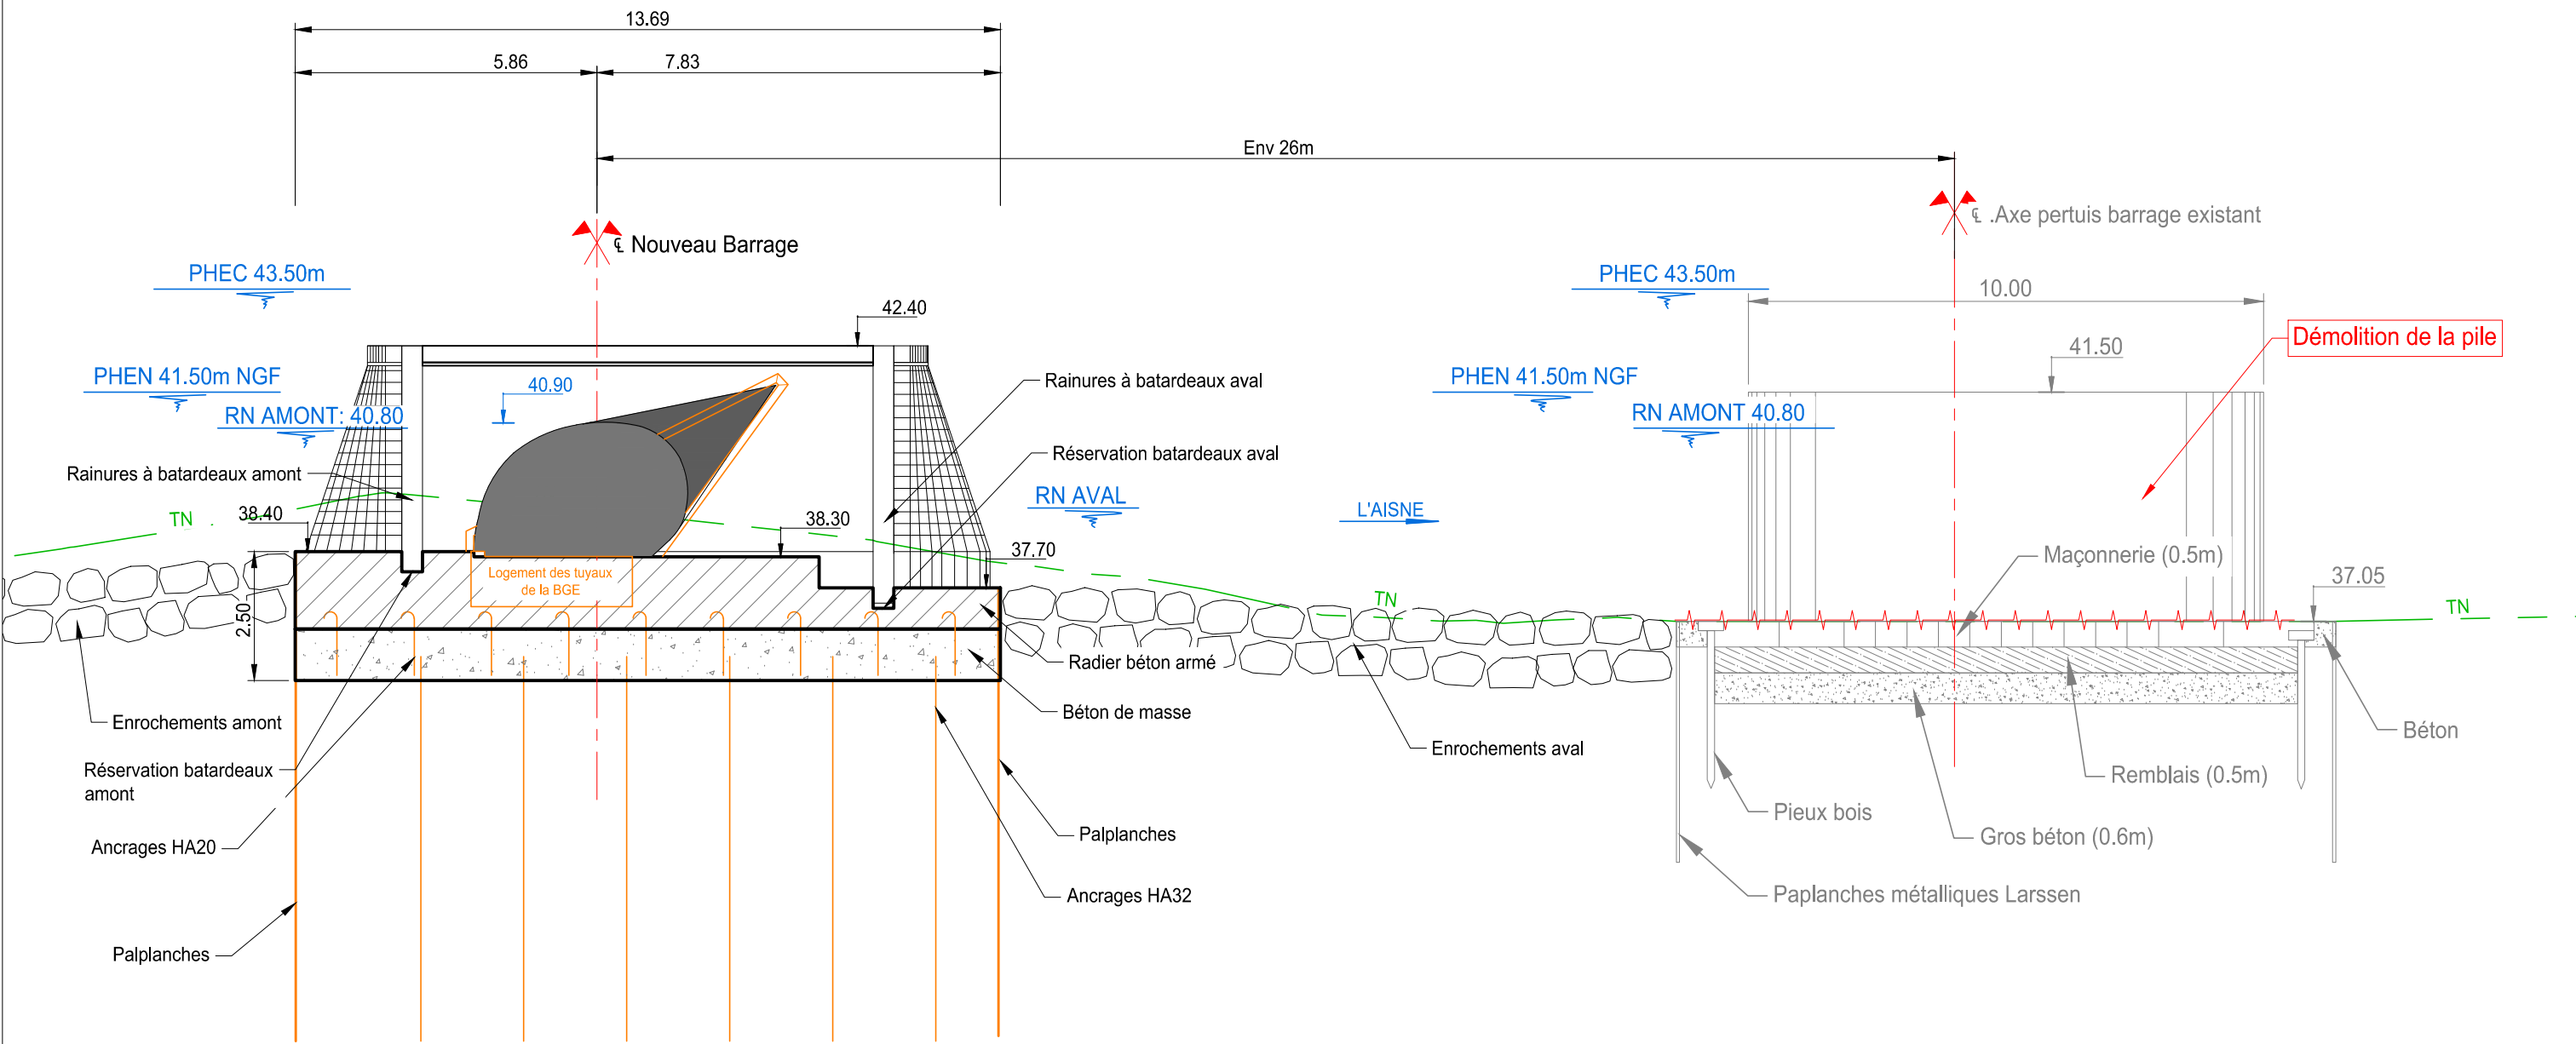 13.69
5.86
7.83
Env 26m
℄ Nouveau Barrage
℄ .Axe pertuis barrage existant
PHEC 43.50m
PHEC 43.50m
10.00
42.40
Démolition de la pile
41.50
PHEN 41.50m NGF
40.90
Rainures à batardeaux aval
PHEN 41.50m NGF
RN AMONT: 40.80
RN AMONT 40.80
Rainures à batardeaux amont
Réservation batardeaux aval
RN AVAL
L'AISNE
TN
38.40
38.30
37.70
Maçonnerie (0.5m)
37.05
Logement des tuyaux
de la BGE
TN
TN
2.50
Radier béton armé
Enrochements amont
Béton de masse
Enrochements aval
Béton
Réservation batardeaux
amont
Remblais (0.5m)
Pieux bois
Palplanches
Gros béton (0.6m)
Ancrages HA20
Ancrages HA32
Paplanches métalliques Larssen
Palplanches